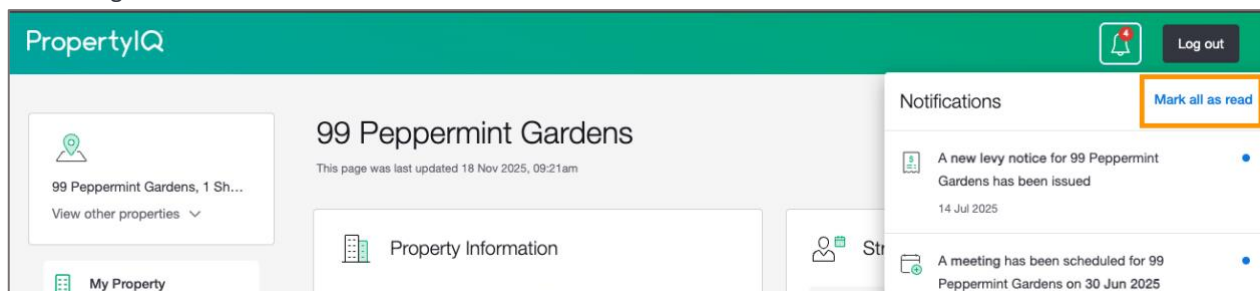 PropertyIQ
4
Log out
Notifications
Mark all as read
99 Peppermint Gardens, 1 Sh...
View other properties
My Property
99 Peppermint Gardens
This page was last updated 18 Nov 2025, 09:21am
Property Information
Str
A new levy notice for 99 Peppermint
Gardens has been issued
14 Jul 2025
A meeting has been scheduled for 99
Peppermint Gardens on 30 Jun 2025